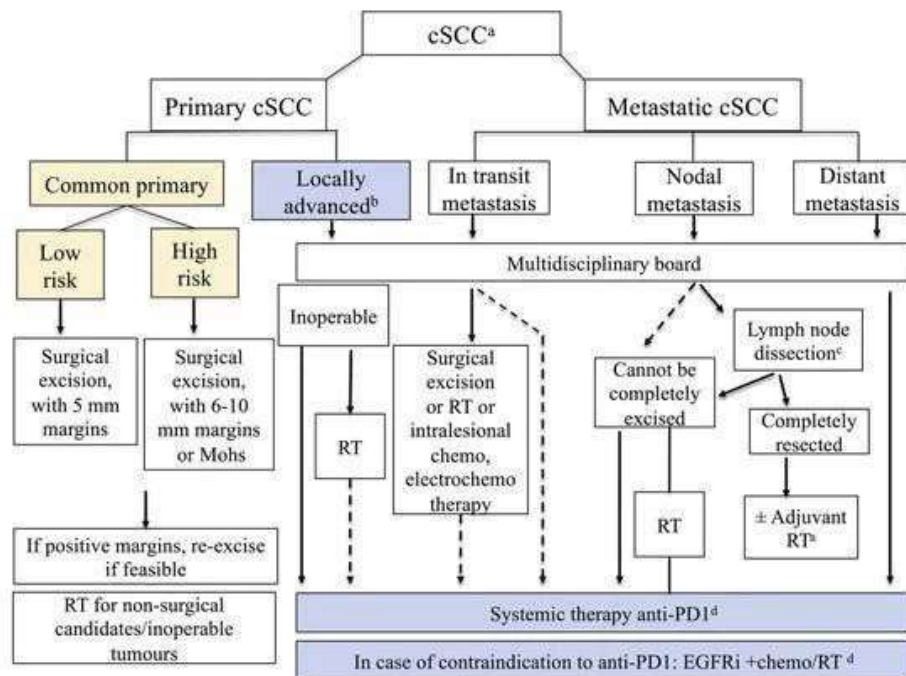 cSCCᵃ
Primary cSCC
Metastatic cSCC
Common primary
Locally
advancedᵇ
In transit
metastasis
Nodal
metastasis
Distant
metastasis
Low
risk
High
risk
Multidisciplinary board
Inoperable
Surgical
excision,
with 5 mm
margins
Surgical
excision,
with 6-10
mm margins
or Mohs
RT
Surgical
excision
or RT or
intralesional
chemo,
electrochemo
therapy
Cannot be
completely
excised
Lymph node
dissectionᶜ
Completely
resected
RT
± Adjuvant
RTᵃ
If positive margins, re-excise
if feasible
RT for non-surgical
candidates/inoperable
tumours
Systemic therapy anti-PD1ᵈ
In case of contraindication to anti-PD1: EGFRi +chemo/RT ᵈ